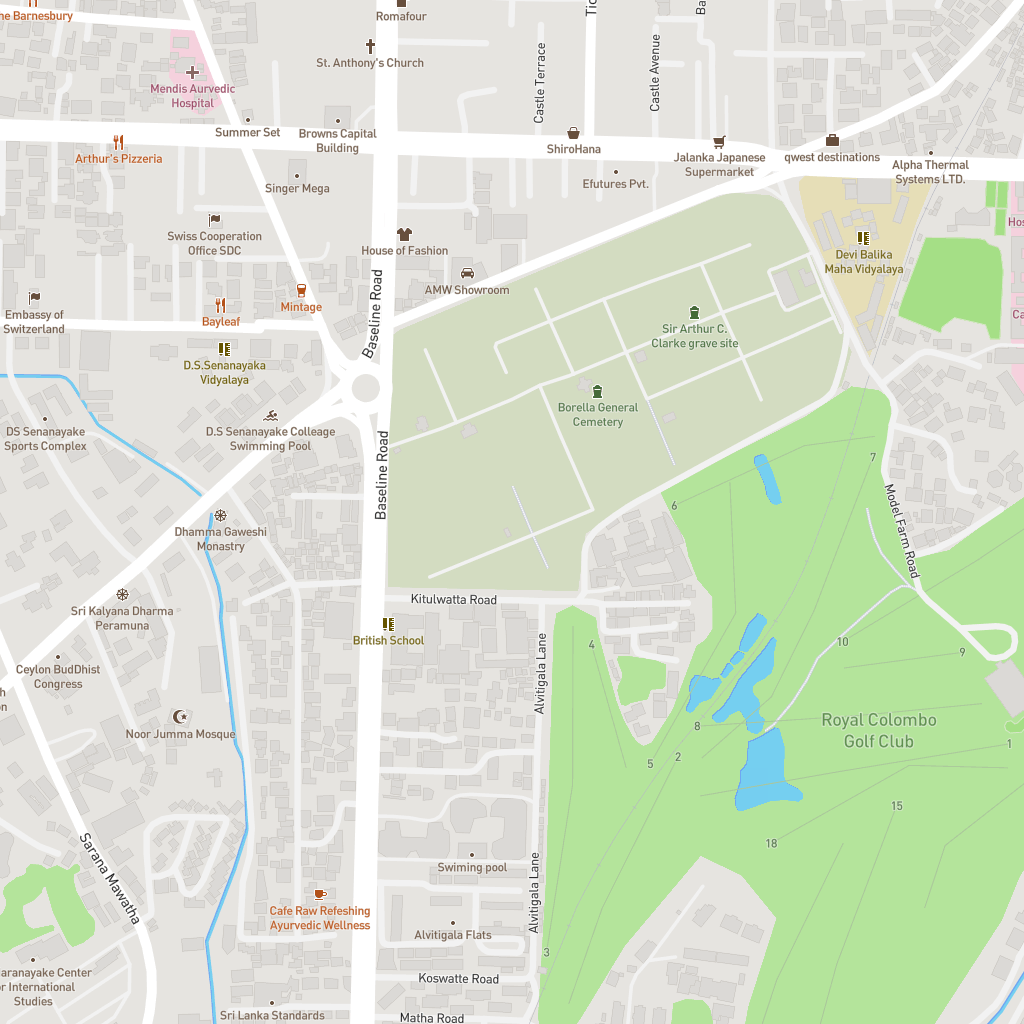 he Barnesbury
Romafour
Tic
Ba
St. Anthony's Church
Castle Terrace
Castle Avenue
Mendis Aurvedic
Hospital
Summer Set
Browns Capital
Building
ShiroHana
Jalanka Japanese
Supermarket
qwest destinations
Alpha Thermal
Systems LTD.
Arthur's Pizzeria
Singer Mega
Efutures Pvt.
Swiss Cooperation
Office SDC
House of Fashion
Hos
Devi Balika
Maha Vidyalaya
AMW Showroom
Embassy of
Switzerland
Mintage
Bayleaf
Baseline Road
Sir Arthur C.
Clarke grave site
Ca
D.S.Senanayaka
Vidyalaya
Borella General
Cemetery
DS Senanayake
Sports Complex
D.S Senanayake Colleage
Swimming Pool
Baseline Road
7
6
Model Farm Road
Dhamma Gaweshi
Monastry
Sri Kalyana Dharma
Peramuna
Kitulwatta Road
British School
4
10
9
Ceylon BudDhist
Congress
h
on
Alvitigala Lane
Noor Jumma Mosque
8
Royal Colombo
Golf Club
1
2
5
15
18
Sarana Mawatha
Swiming pool
Alvitigala Lane
Cafe Raw Refeshing
Ayurvedic Wellness
Alvitigala Flats
3
aranayake Center
or International
Studies
Koswatte Road
Sri Lanka Standards
Matha Road